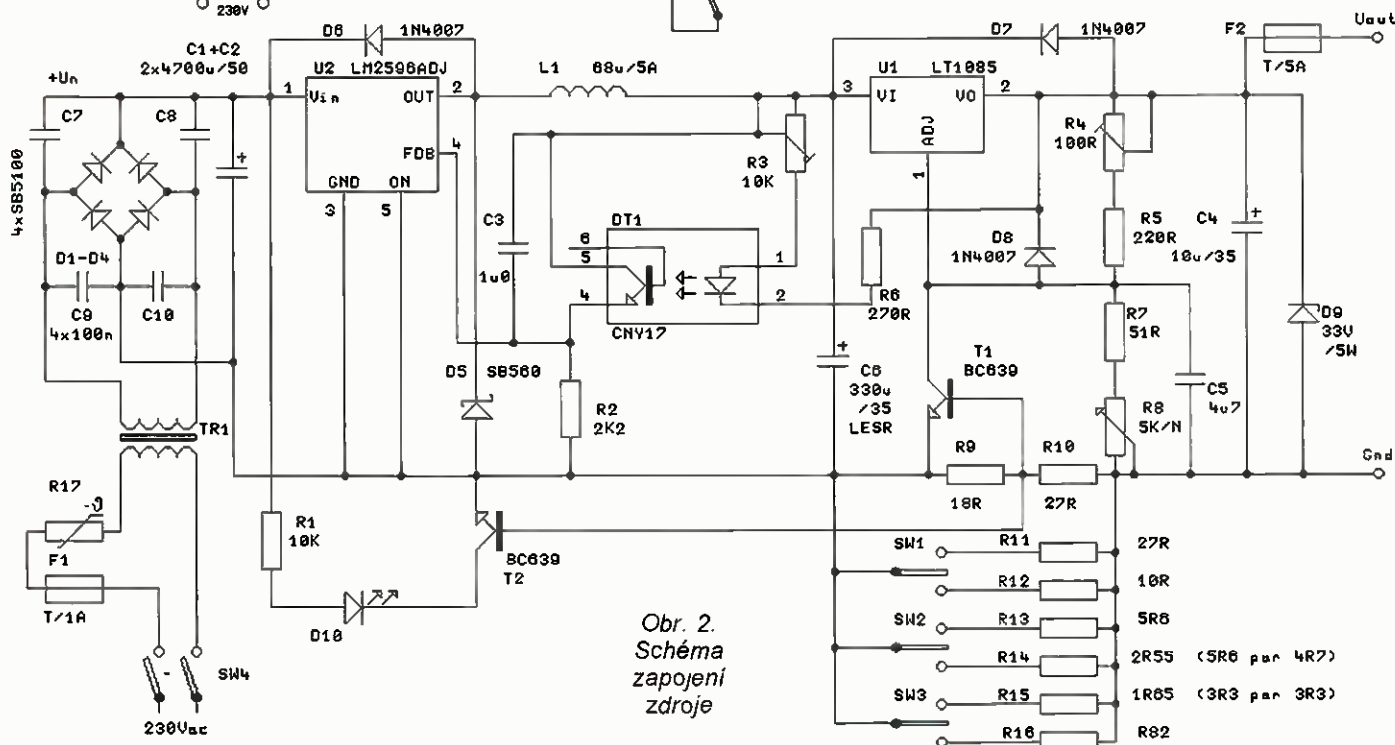 230V
C1+C2
2x4700u/50
D6
1N4007
D7
1N4007
F2
Uout
T/5A
+Un
U2
LM2596ADJ
L1
68u/5A
U1
LT1085
C7
C8
1
Vin
OUT
2
3
VI
VO
2
ADJ
1
FDB
4
GND
ON
3
5
4xSB5100
+
D1-D4
C9
C10
4x100n
R3
10K
R4
100R
C3
1u0
OT1
6
5
4
1
2
CNY17
R5
220R
C4
+
10u/35
D8
1N4007
R6
270R
R7
51R
D9
33V
/5W
D5
SB560
R2
2K2
+
C6
330u
/35
LESR
T1
BC639
C5
4u7
R8
5K/N
TR1
R9
18R
R10
27R
Gnd
R17
-ϑ
F1
T/1A
R1
10K
D10
BC639
T2
SW4
230Vac
SW1
R11
27R
R12
10R
SW2
R13
5R6
R14
2R55 (5R6 par 4R7)
SW3
R15
1R65 (3R3 par 3R3)
R16
R82
Obr. 2.
Schéma
zapojení
zdroje